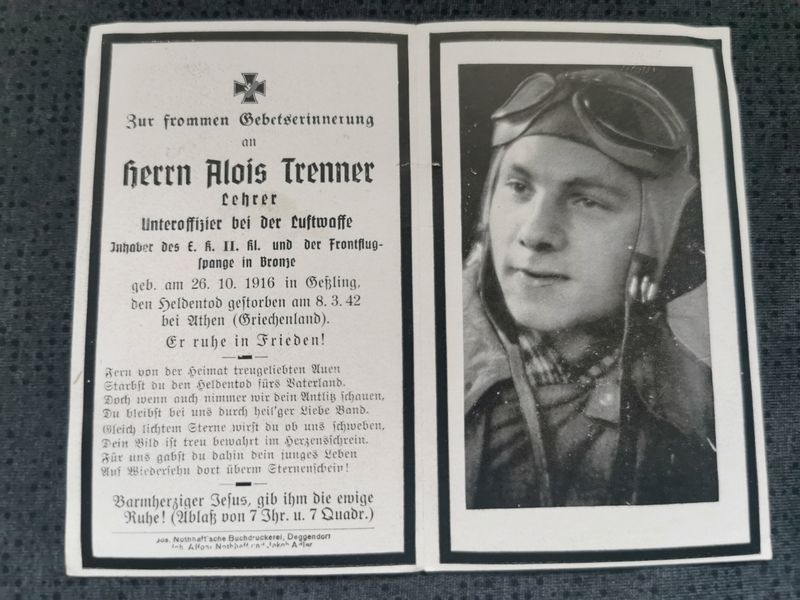 Zur frommen Gebetserinnerung
an
Herrn Alois Trenner
Lehrer
Unteroffizier bei der Luftwaffe
Inhaber des E. K. II. Kl. und der Frontflug-
spange in Bronze
geb. am 26. 10. 1916 in Geßling,
den Heldentod gestorben am 8. 3. 42
bei Athen (Griechenland).
Er ruhe in Frieden!
Fern von der Heimat treugeliebten Auen
Starbst du den Heldentod fürs Vaterland.
Doch wenn auch nimmer wir dein Antlitz schauen,
Du bleibst bei uns durch heil'ger Liebe Band.
Gleich lichtem Sterne wirst du ob uns schweben,
Dein Bild ist treu bewahrt im Herzensschrein.
Für uns gabst du dahin dein junges Leben
Auf Wiedersehn dort überm Sternenschein!
Barmherziger Jesus, gib ihm die ewige
Ruhe! (Ablaß von 7 Jhr. u. 7 Quadr.)
Jos. Nothhaft'sche Buchdruckerei, Deggendorf
Inh. Alfons Nothhaft und Jakob Adler